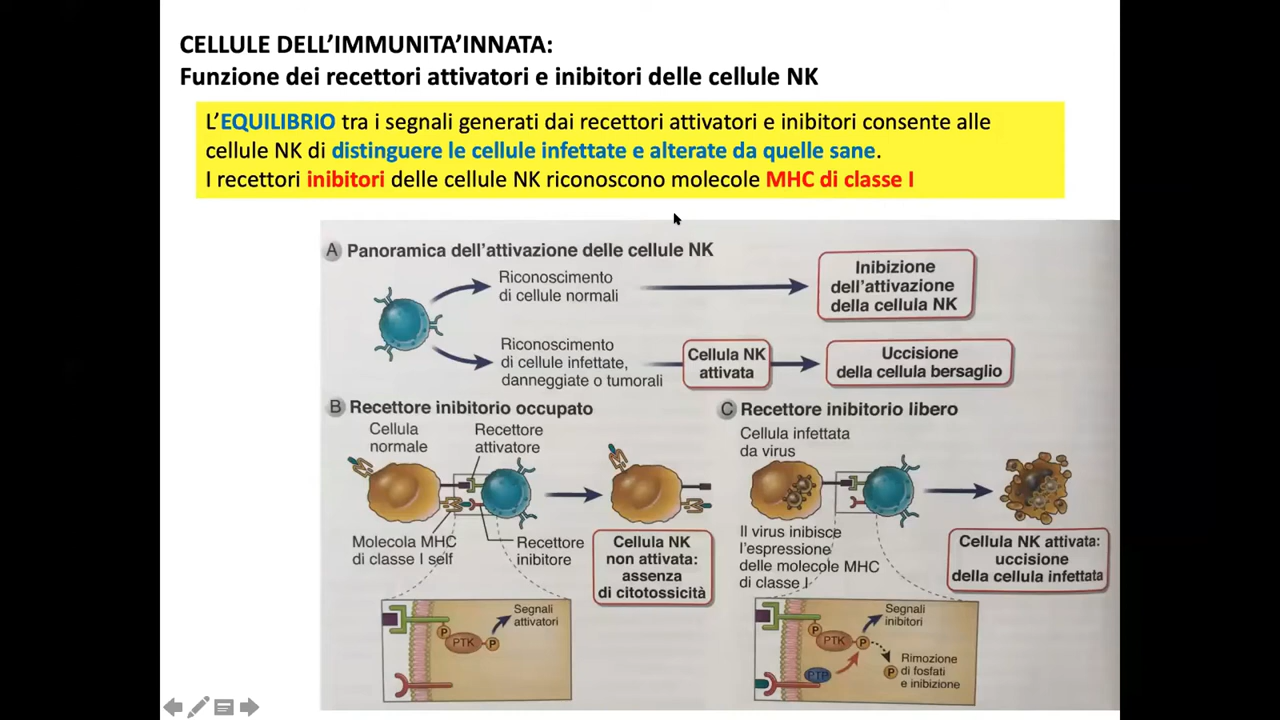 CELLULE DELL’IMMUNITA’INNATA:
Funzione dei recettori attivatori e inibitori delle cellule NK
L’EQUILIBRIO tra i segnali generati dai recettori attivatori e inibitori consente alle
cellule NK di distinguere le cellule infettate e alterate da quelle sane.
I recettori inibitori delle cellule NK riconoscono molecole MHC di classe I
A Panoramica dell'attivazione delle cellule NK
Riconoscimento
di cellule normali
Inibizione
dell'attivazione
della cellula NK
Riconoscimento
di cellule infettate,
danneggiate o tumorali
Cellula NK
attivata
Uccisione
della cellula bersaglio
B Recettore inibitorio occupato
Cellula
normale
Recettore
attivatore
Molecola MHC
di classe I self
Recettore
inibitore
Cellula NK
non attivata:
assenza
di citotossicità
Segnali
attivatori
P
PTK
P
C Recettore inibitorio libero
Cellula infettata
da virus
Il virus inibisce
l'espressione
delle molecole MHC
di classe I
Cellula NK attivata:
uccisione
della cellula infettata
Segnali
inibitori
P
PTK
P
PTP
P
Rimozione
di fosfati
e inibizione